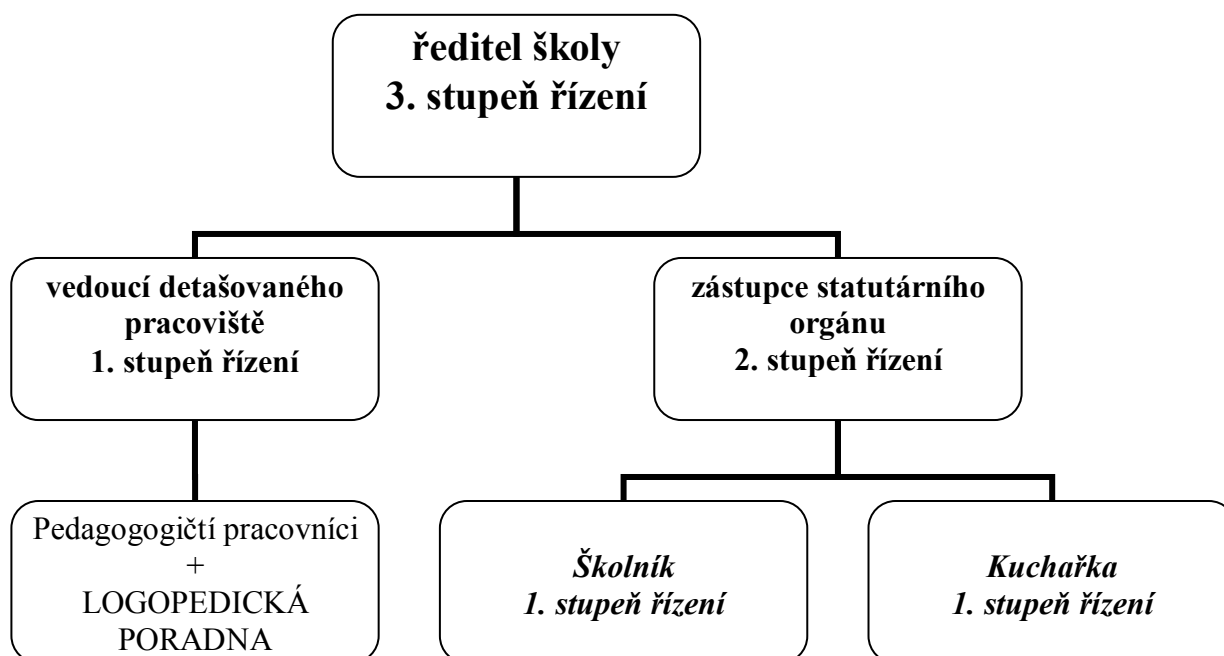 ředitel školy
3. stupeň řízení
vedoucí detašovaného
pracoviště
1. stupeň řízení
zástupce statutárního
orgánu
2. stupeň řízení
Pedagogogičtí pracovníci
+
LOGOPEDICKÁ
PORADNA
Školník
1. stupeň řízení
Kuchařka
1. stupeň řízení